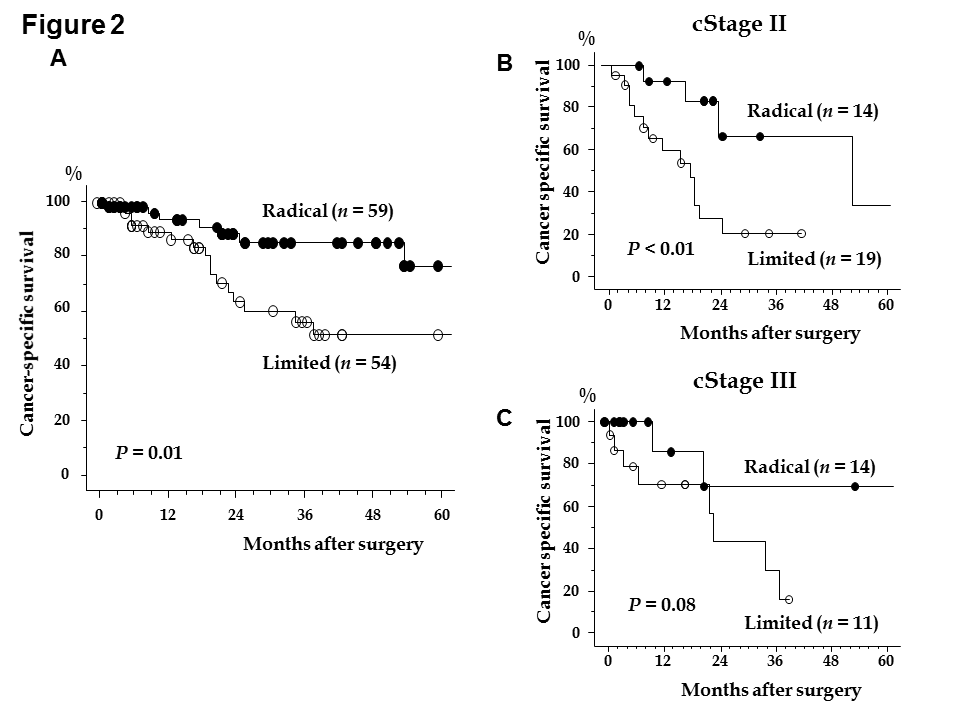 Figure 2
A
%
Cancer-specific survival
100
80
60
40
20
0
Radical (n = 59)
Limited (n = 54)
P = 0.01
0 12 24 36 48 60
Months after surgery
cStage II
B
%
Cancer specific survival
100
80
60
40
20
0
Radical (n = 14)
P < 0.01
Limited (n = 19)
0 12 24 36 48 60
Months after surgery
cStage III
C
%
Cancer specific survival
100
80
60
40
20
0
Radical (n = 14)
P = 0.08
Limited (n = 11)
0 12 24 36 48 60
Months after surgery